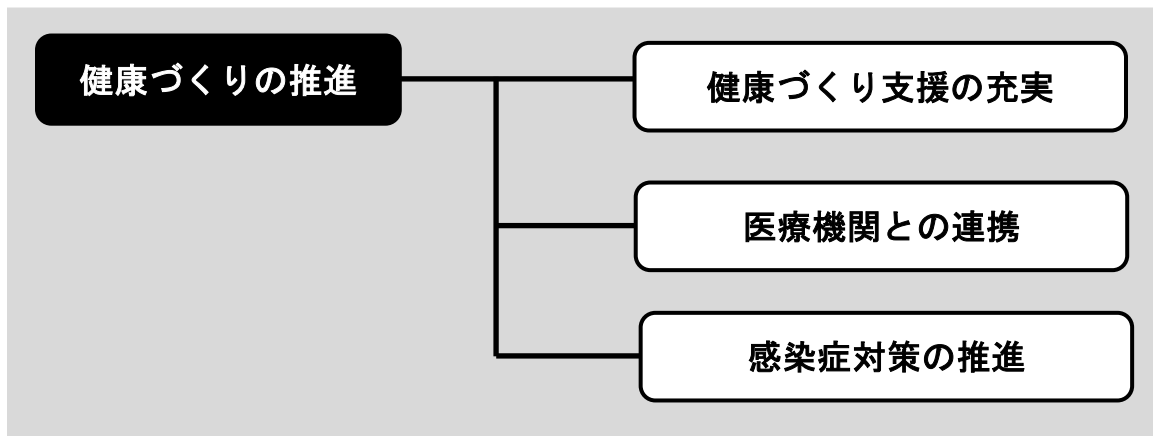 健康づくりの推進
健康づくり支援の充実
医療機関との連携
感染症対策の推進